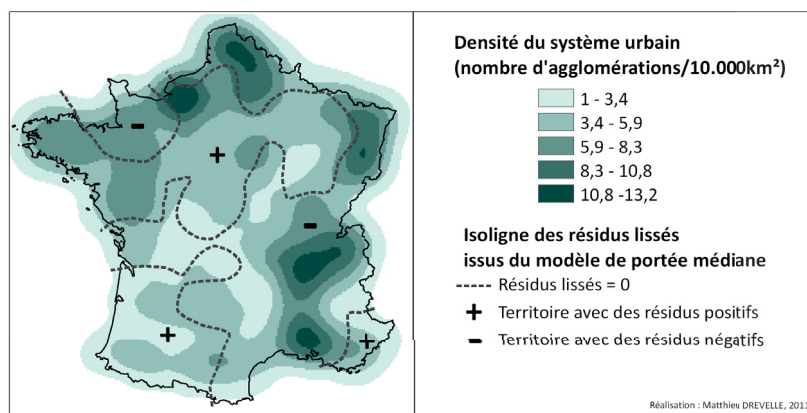 Densité du système urbain
(nombre d'agglomérations/10.000km²)
1 - 3,4
3,4 - 5,9
5,9 - 8,3
8,3 - 10,8
10,8 -13,2
Isoligne des résidus lissés
issus du modèle de portée médiane
Résidus lissés = 0
+ Territoire avec des résidus positifs
- Territoire avec des résidus négatifs
Réalisation : Matthieu DREVELLE, 2011